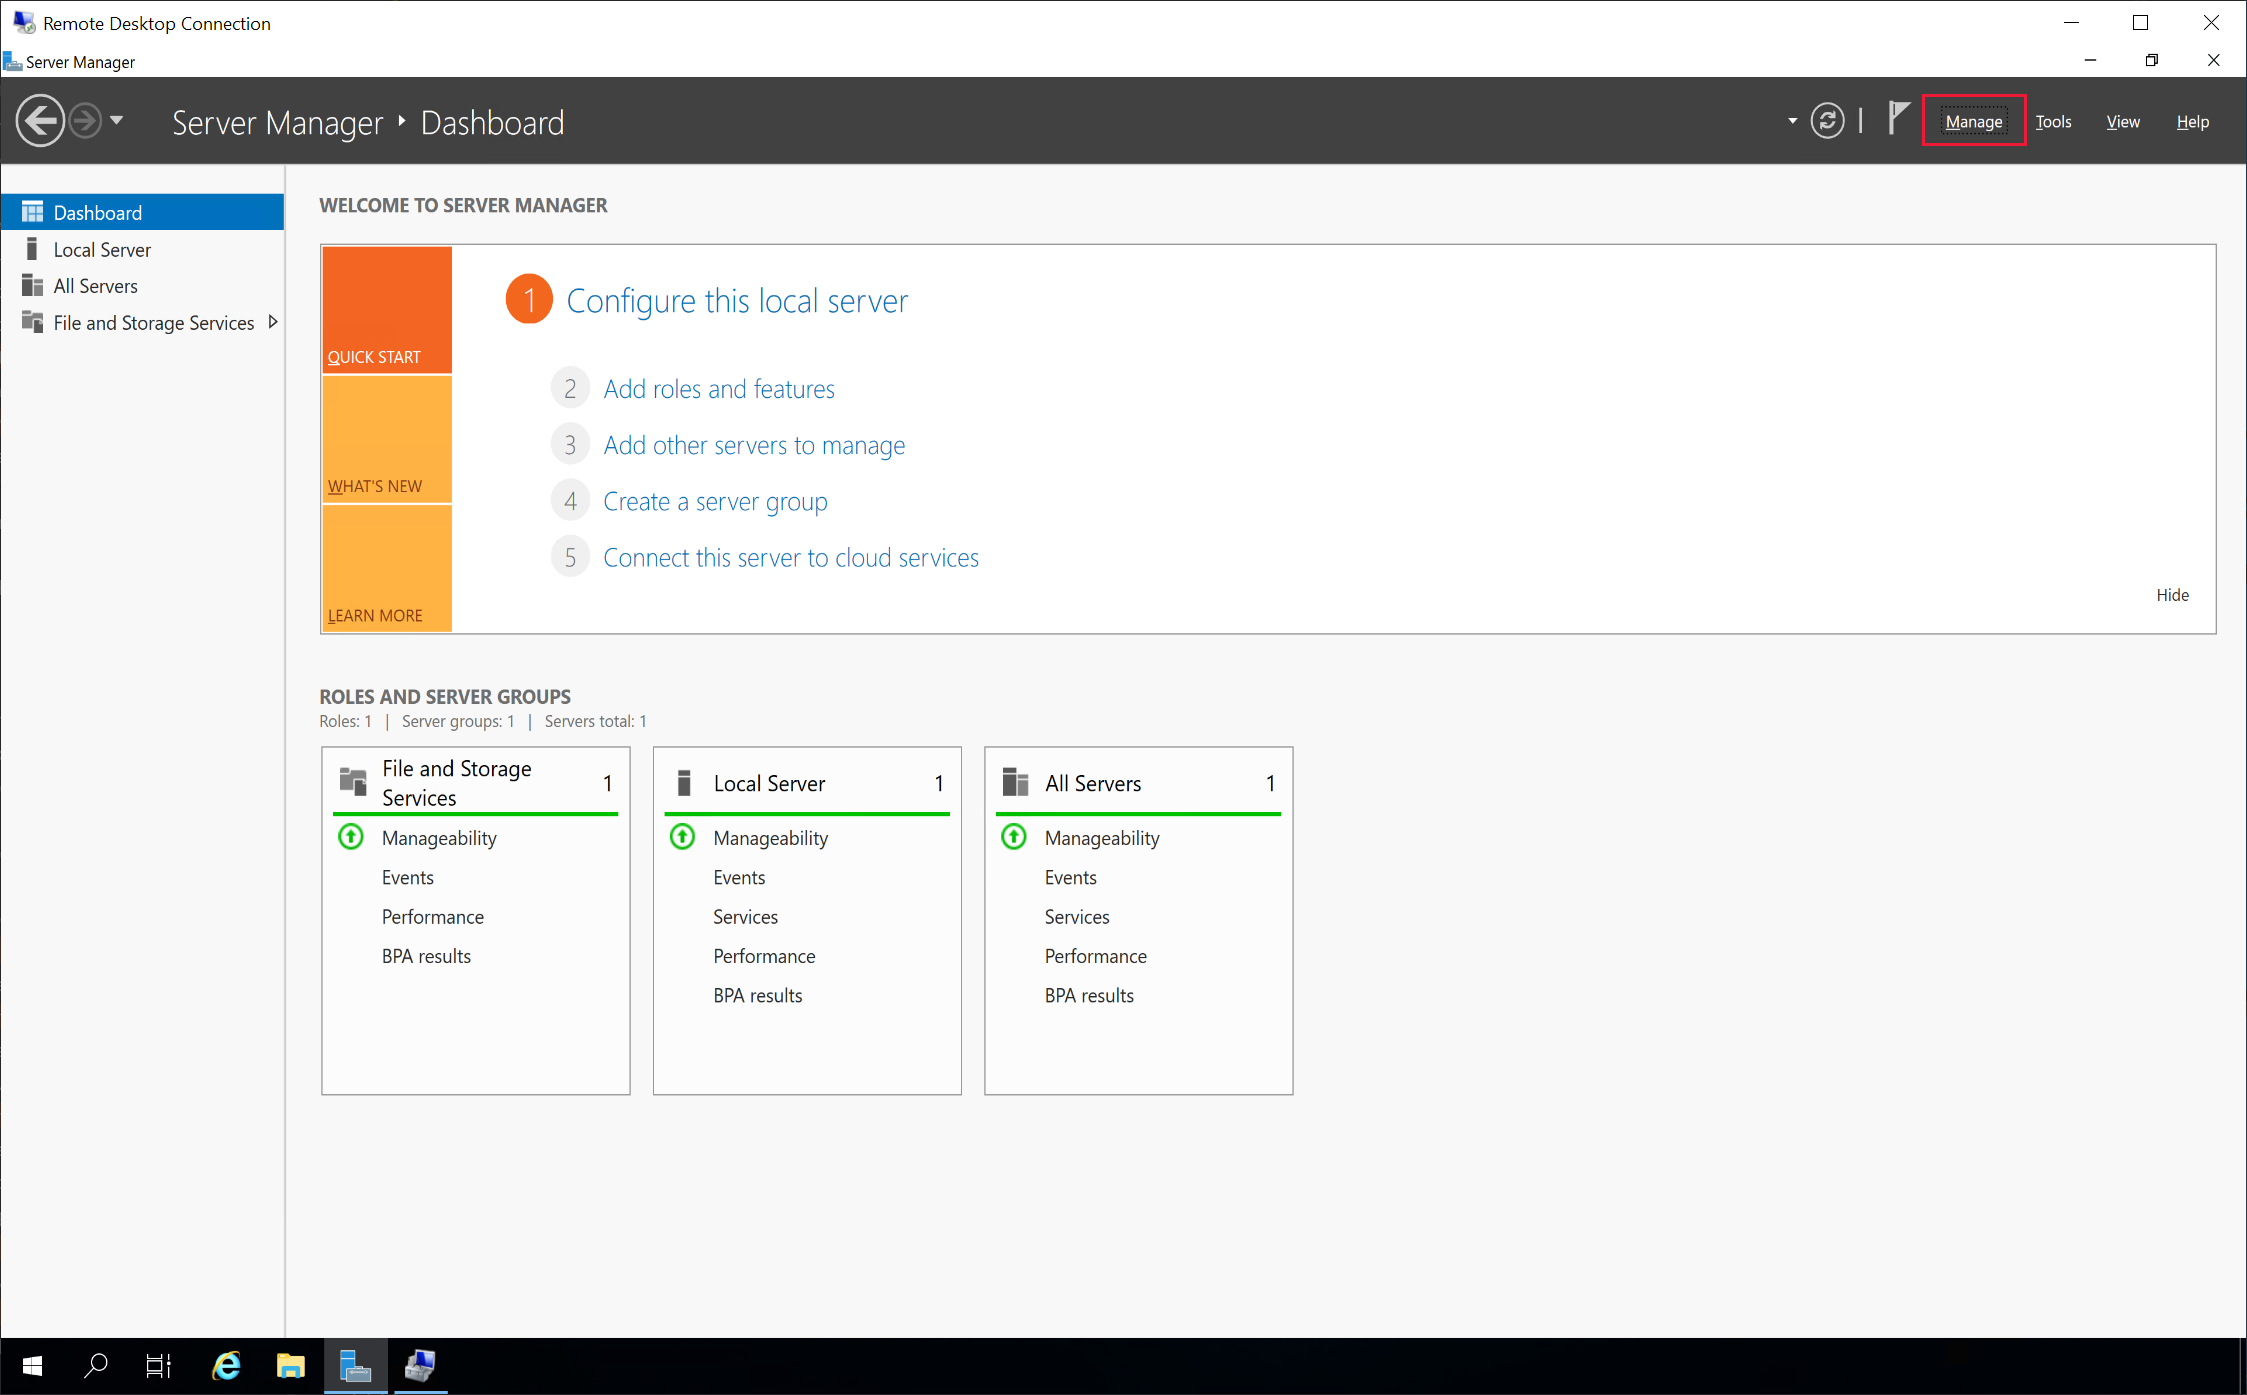 Remote Desktop Connection
Server Manager
Server Manager Dashboard
Manage Tools View Help
Dashboard
Local Server
All Servers
File and Storage Services
WELCOME TO SERVER MANAGER
QUICK START
WHAT'S NEW
LEARN MORE
1 Configure this local server
2 Add roles and features
3 Add other servers to manage
4 Create a server group
5 Connect this server to cloud services
Hide
ROLES AND SERVER GROUPS
Roles: 1 | Server groups: 1 | Servers total: 1
File and Storage
Services 1
Manageability
Events
Performance
BPA results
Local Server 1
Manageability
Events
Services
Performance
BPA results
All Servers 1
Manageability
Events
Services
Performance
BPA results